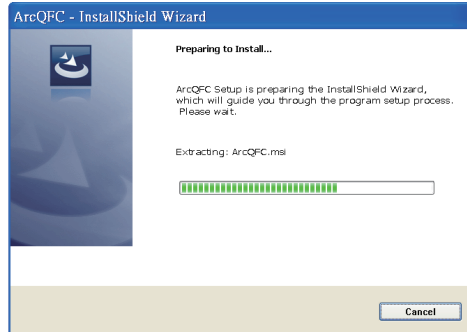 ArcQFC - InstallShield Wizard
Preparing to Install...
ArcQFC Setup is preparing the InstallShield Wizard,
which will guide you through the program setup process.
Please wait.
Extracting: ArcQFC.msi
Cancel